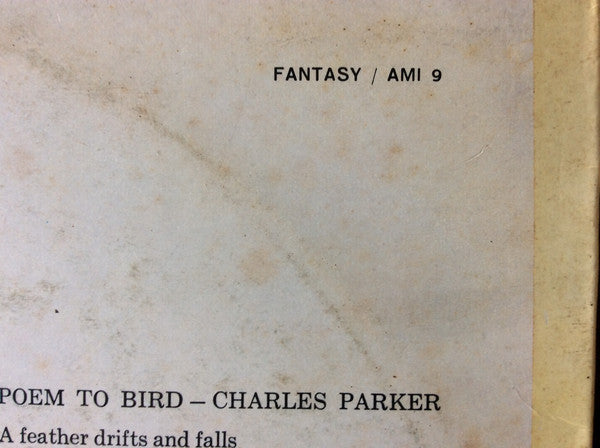 FANTASY / AMI 9
POEM TO BIRD – CHARLES PARKER
A feather drifts and falls